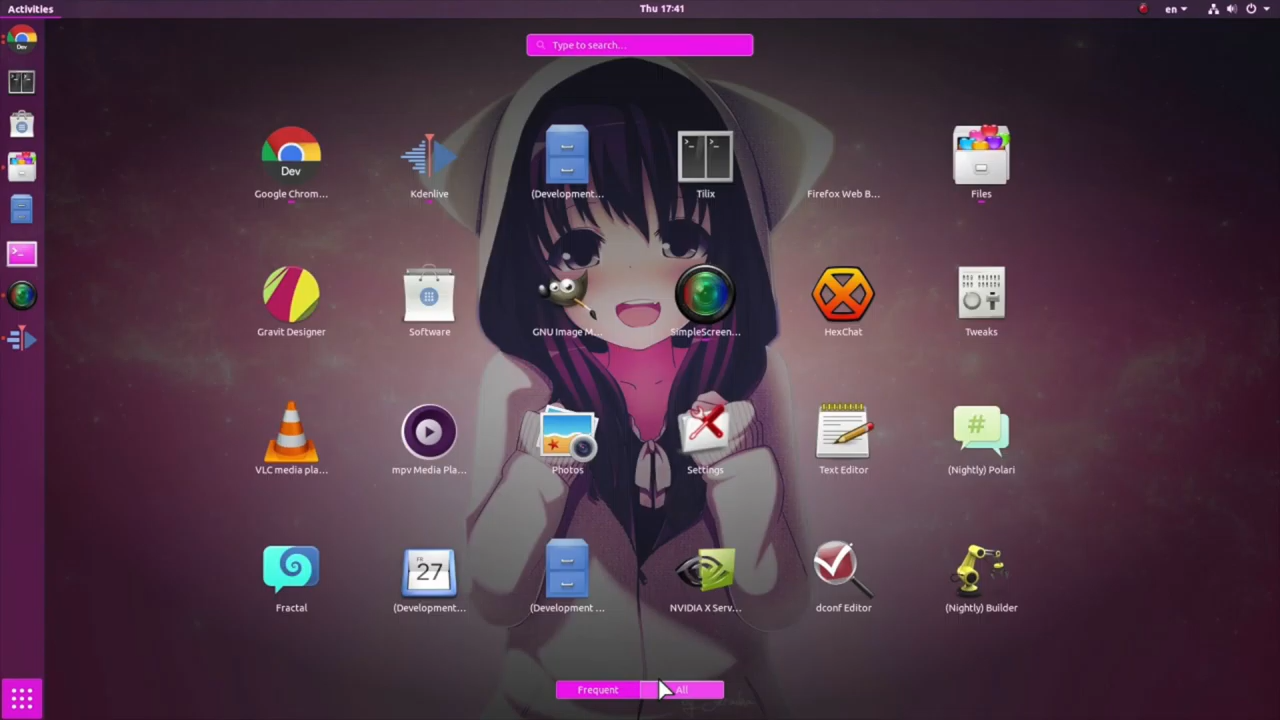 Activities
Thu 17:41
en
Type to search...
Dev
Dev
Google Chrom...
Kdenlive
(Development...
Tilix
Firefox Web B...
Files
Gravit Designer
Software
GNU Image M...
SimpleScreen...
HexChat
Tweaks
VLC media pla...
mpv Media Pla...
Photos
Settings
Text Editor
#
(Nightly) Polari
27
Fractal
(Development...
(Development ...
NVIDIA X Serv...
dconf Editor
(Nightly) Builder
Frequent
All